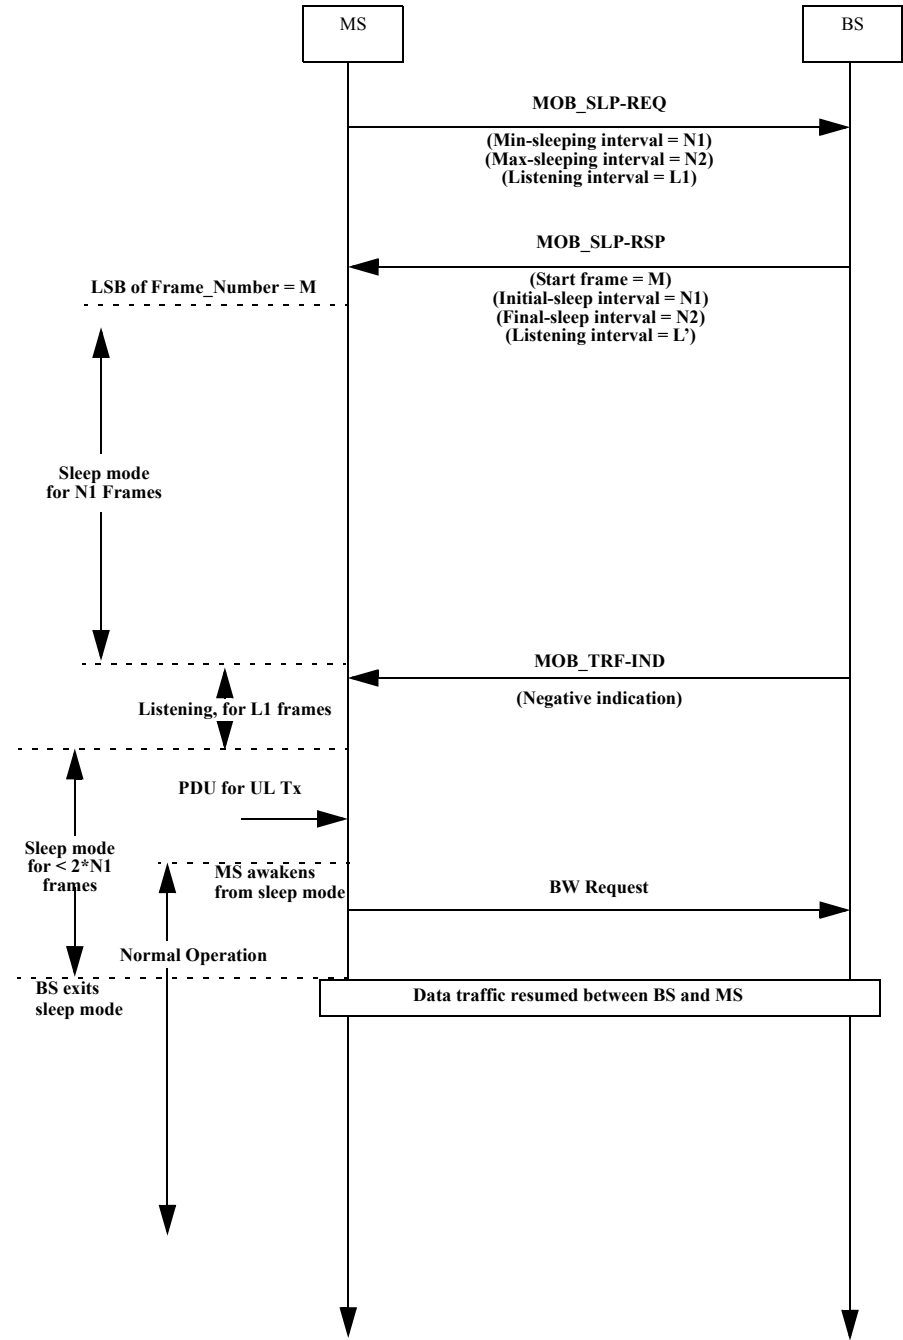 MS
BS
MOB_SLP-REQ
(Min-sleeping interval = N1)
(Max-sleeping interval = N2)
(Listening interval = L1)
MOB_SLP-RSP
LSB of Frame_Number = M
(Start frame = M)
(Initial-sleep interval = N1)
(Final-sleep interval = N2)
(Listening interval = L’)
Sleep mode
for N1 Frames
MOB_TRF-IND
(Negative indication)
Listening, for L1 frames
PDU for UL Tx
Sleep mode
for < 2*N1
frames
MS awakens
from sleep mode
BW Request
Normal Operation
BS exits
sleep mode
Data traffic resumed between BS and MS